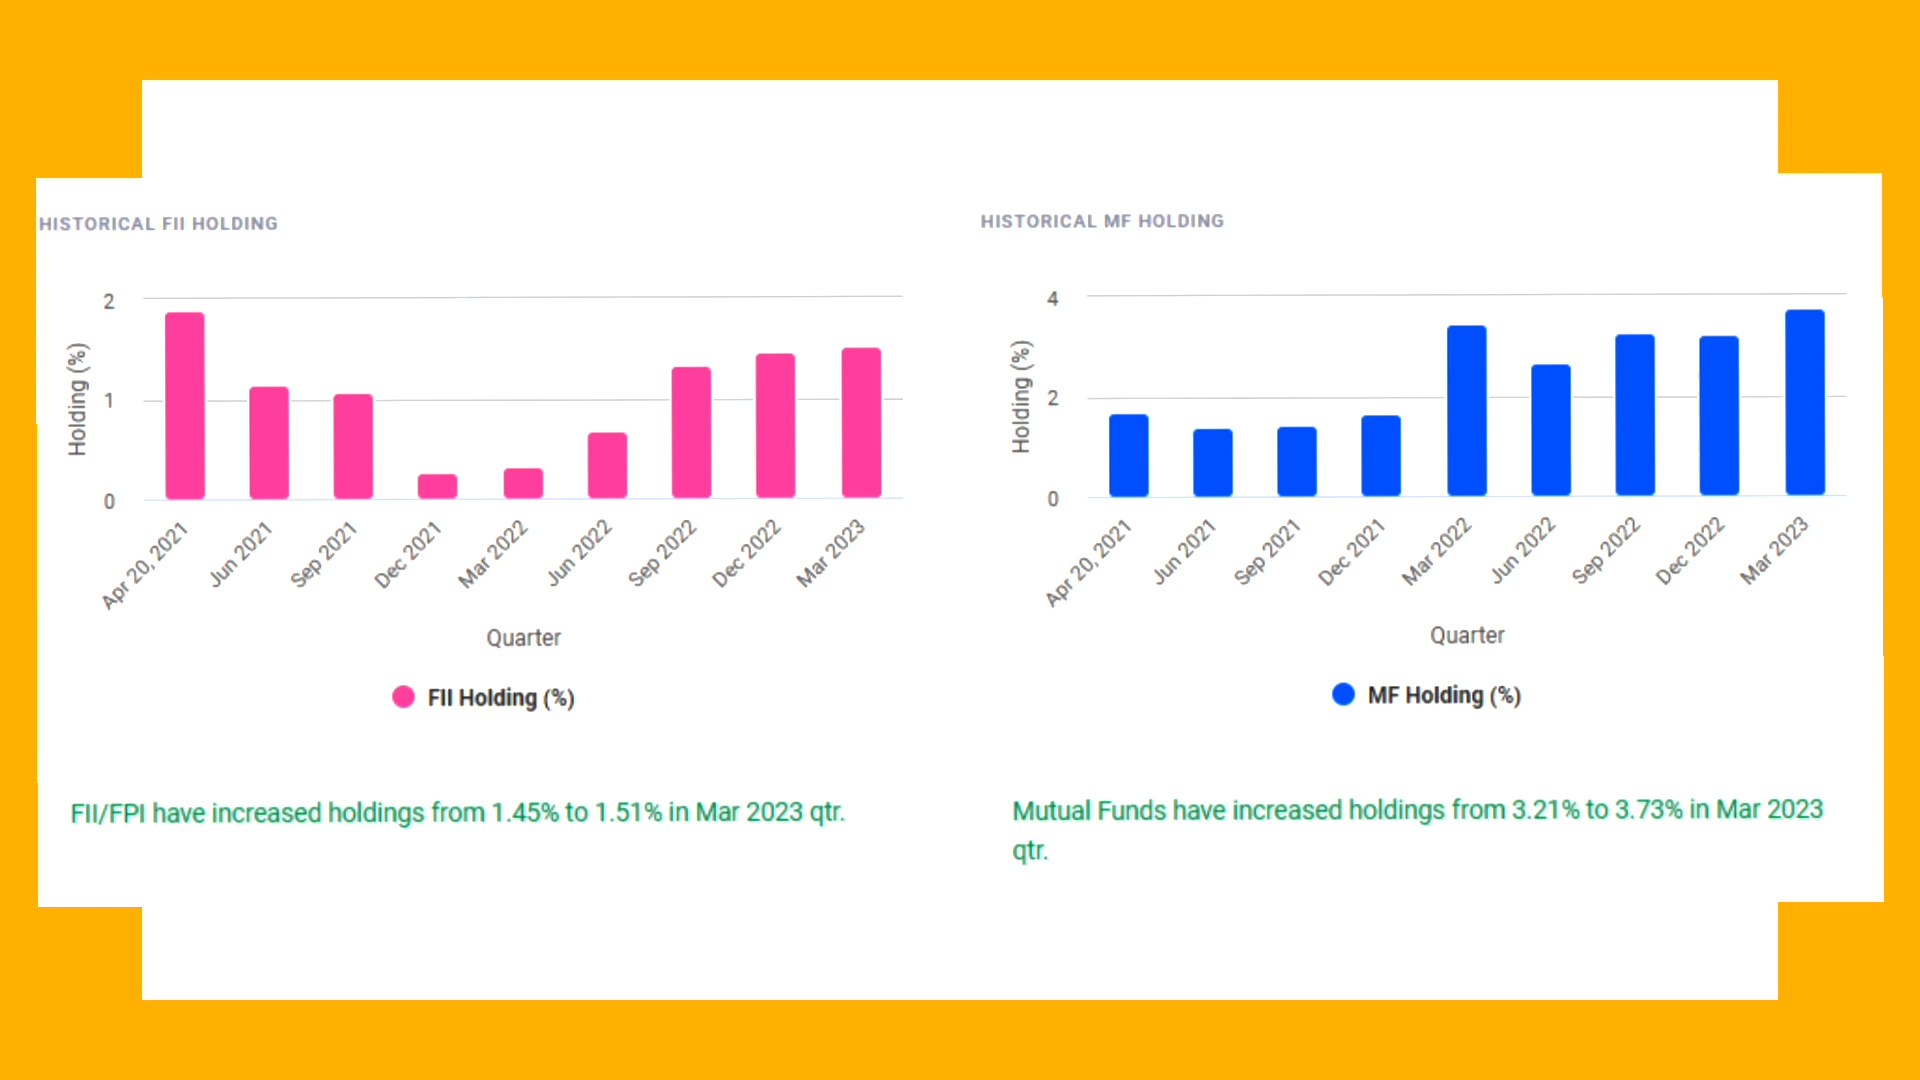 HISTORICAL FII HOLDING
2
1
0
Holding (%)
Apr 20, 2021
Jun 2021
Sep 2021
Dec 2021
Mar 2022
Jun 2022
Sep 2022
Dec 2022
Mar 2023
Quarter
FII Holding (%)
FII/FPI have increased holdings from 1.45% to 1.51% in Mar 2023 qtr.
HISTORICAL MF HOLDING
4
2
0
Holding (%)
Apr 20, 2021
Jun 2021
Sep 2021
Dec 2021
Mar 2022
Jun 2022
Sep 2022
Dec 2022
Mar 2023
Quarter
MF Holding (%)
Mutual Funds have increased holdings from 3.21% to 3.73% in Mar 2023
qtr.